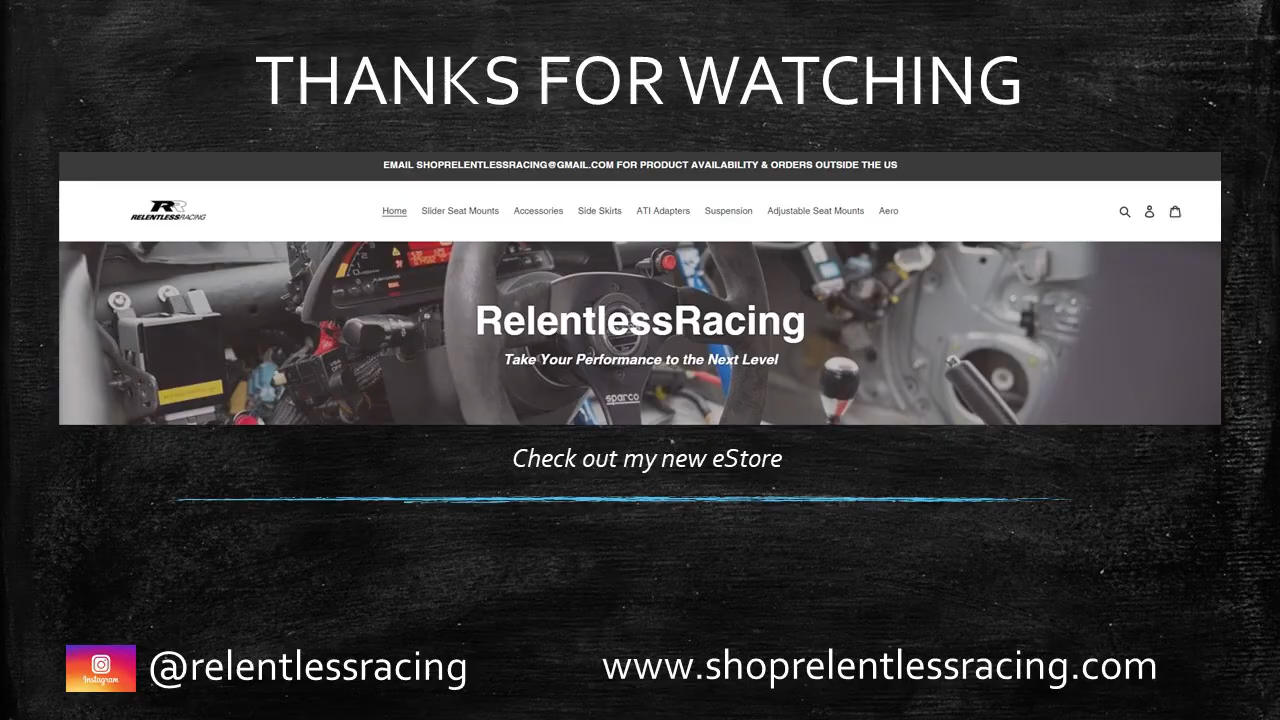 THANKS FOR WATCHING
EMAIL SHOPRELENTLESSRACING@GMAIL.COM FOR PRODUCT AVAILABILITY & ORDERS OUTSIDE THE US
RR
RELENTLESSRACING
Home Slider Seat Mounts Accessories Side Skirts ATI Adapters Suspension Adjustable Seat Mounts Aero
RelentlessRacing
Take Your Performance to the Next Level
sparco
Check out my new eStore
Instagram
@relentlessracing
www.shoprelentlessracing.com